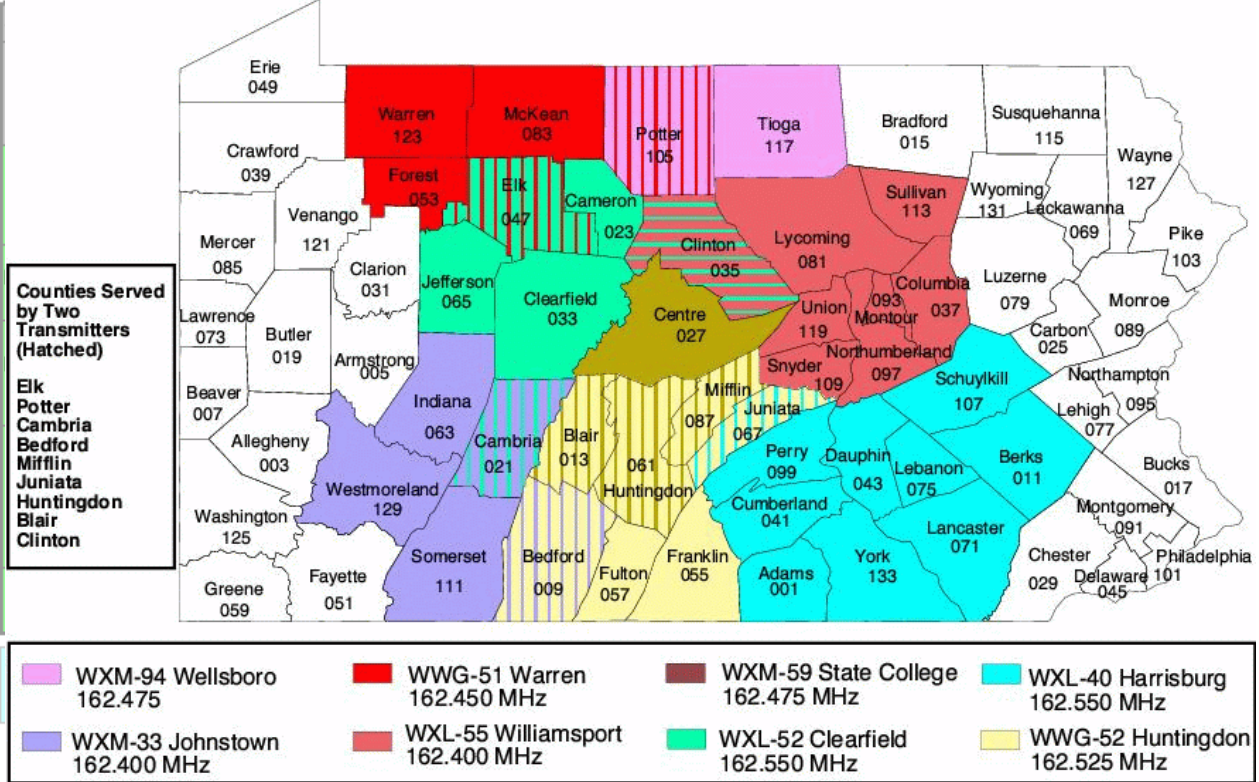 Erie
049
Crawford
039
Mercer
085
Lawrence
073
Beaver
007
Washington
125
Greene
059
Warren
123
Forest
053
Venango
121
Clarion
031
Butler
019
Armstrong
005
Allegheny
003
Westmoreland
129
Fayette
051
McKean
083
Elk
047
Cameron
023
Jefferson
065
Clearfield
033
Indiana
063
Cambria
021
Somerset
111
Potter
105
Clinton
035
Centre
027
Blair
013
061
Huntingdon
Mifflin
087
Juniata
067
Bedford
009
Fulton
057
Franklin
055
Tioga
117
Lycoming
081
Sullivan
113
Columbia
037
093
Montour
Union
119
Northumberland
097
Snyder
109
Perry
099
Cumberland
041
Adams
001
Dauphin
043
Lebanon
075
York
133
Lancaster
071
Schuylkill
107
Berks
011
Bradford
015
Susquehanna
115
Wayne
127
Wyoming
131
Lackawanna
069
Pike
103
Luzerne
079
Monroe
089
Carbon
025
Northampton
095
Lehigh
077
Bucks
017
Montgomery
091
Chester
029
Delaware
045
Philadelphia
101
Counties Served
by Two
Transmitters
(Hatched)
Elk
Potter
Cambria
Bedford
Mifflin
Juniata
Huntingdon
Blair
Clinton
WXM-94 Wellsboro
162.475
WWG-51 Warren
162.450 MHz
WXM-59 State College
162.475 MHz
WXL-40 Harrisburg
162.550 MHz
WXM-33 Johnstown
162.400 MHz
WXL-55 Williamsport
162.400 MHz
WXL-52 Clearfield
162.550 MHz
WWG-52 Huntingdon
162.525 MHz